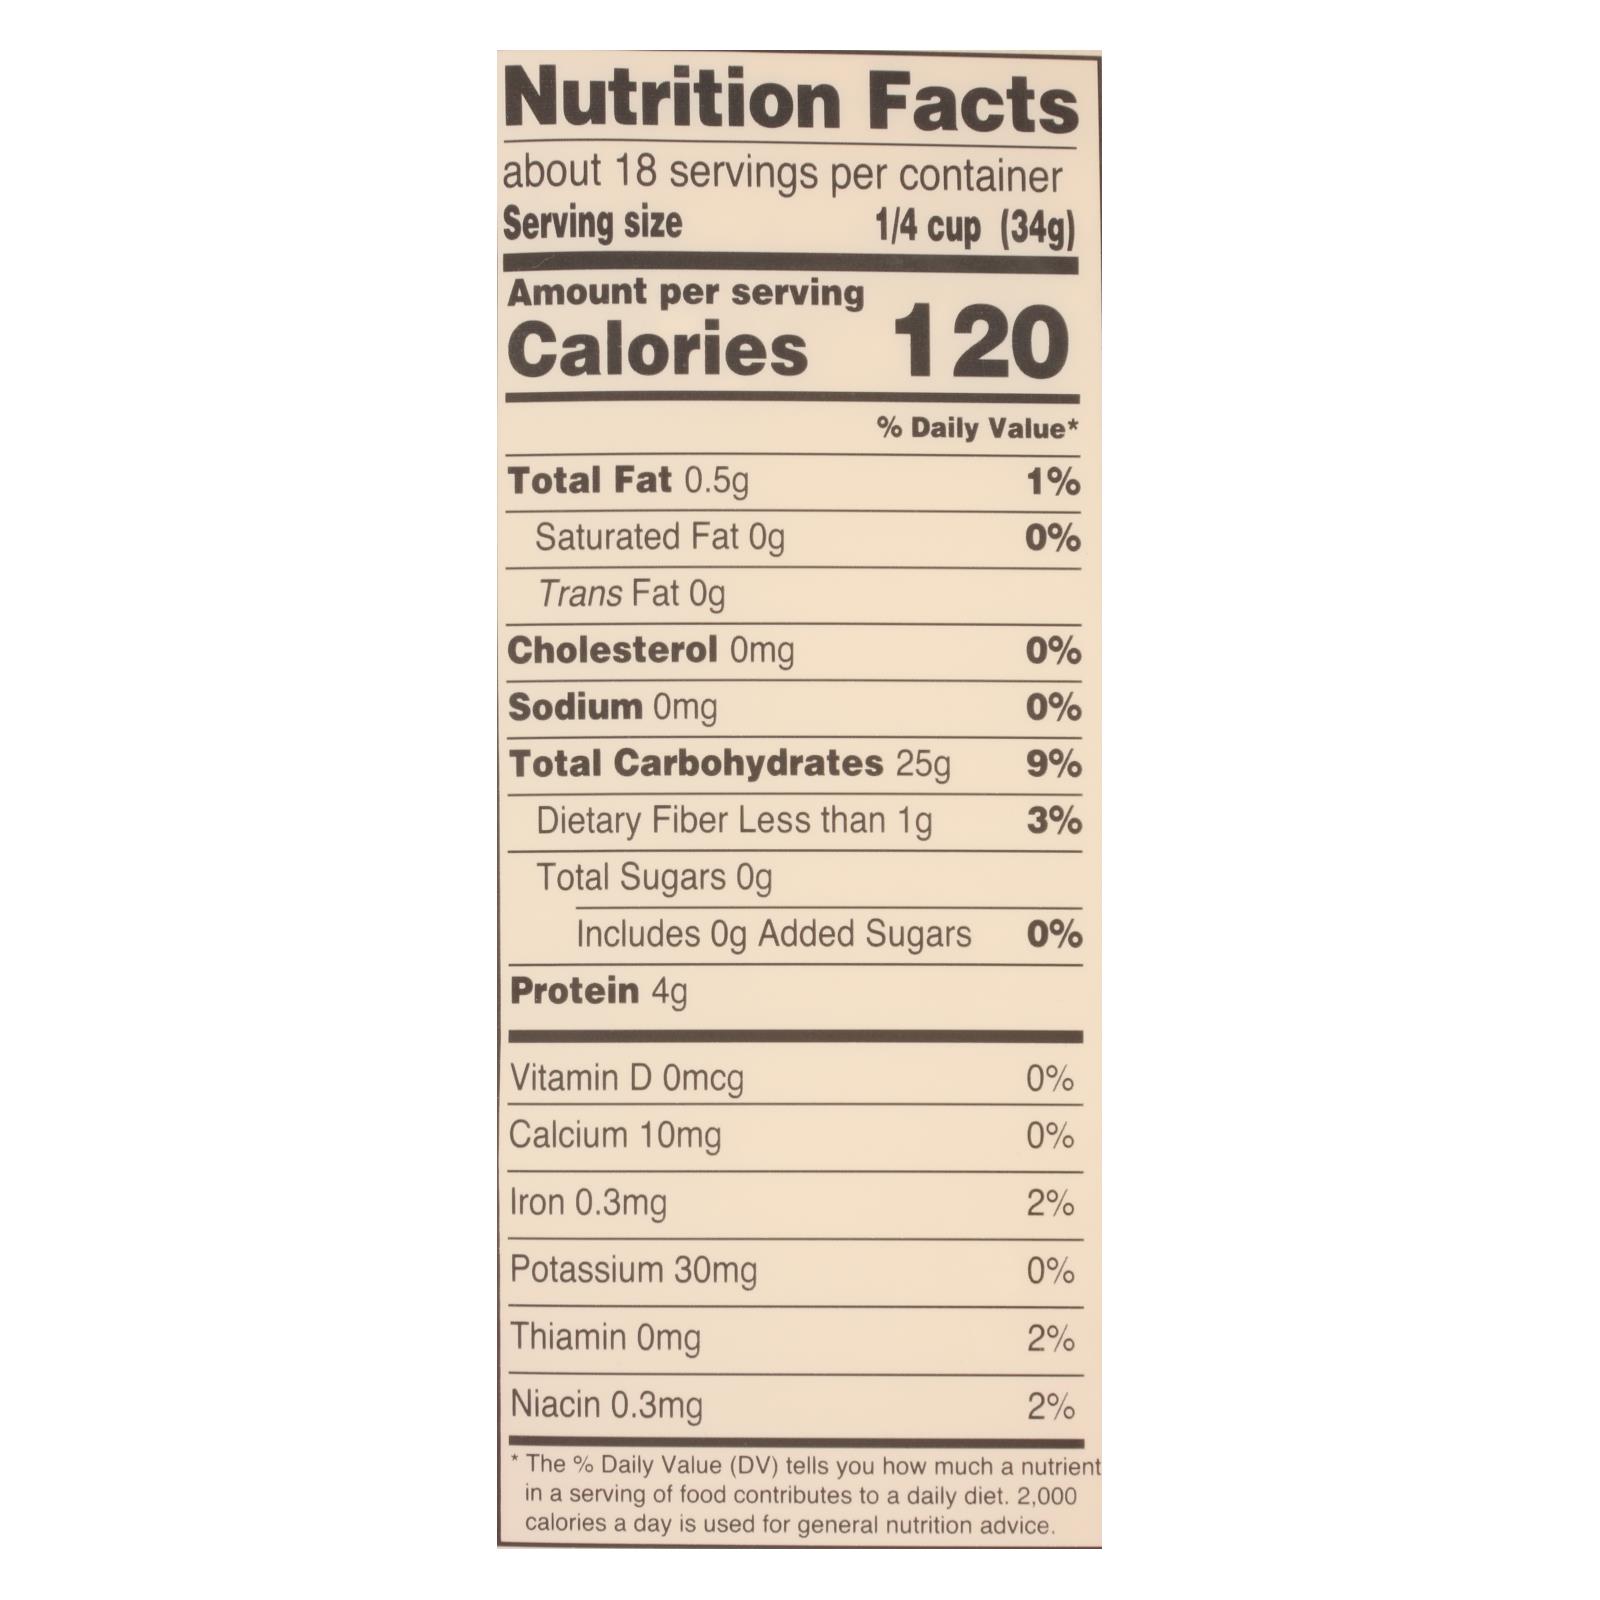 Nutrition Facts
about 18 servings per container
Serving size 1/4 cup (34g)
Amount per serving
Calories 120
% Daily Value*
Total Fat 0.5g 1%
Saturated Fat 0g 0%
Trans Fat 0g
Cholesterol 0mg 0%
Sodium 0mg 0%
Total Carbohydrates 25g 9%
Dietary Fiber Less than 1g 3%
Total Sugars 0g
Includes 0g Added Sugars 0%
Protein 4g
Vitamin D 0mcg 0%
Calcium 10mg 0%
Iron 0.3mg 2%
Potassium 30mg 0%
Thiamin 0mg 2%
Niacin 0.3mg 2%
* The % Daily Value (DV) tells you how much a nutrient
in a serving of food contributes to a daily diet. 2,000
calories a day is used for general nutrition advice.